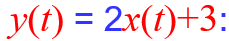 y(t) = 2x(t)+3: